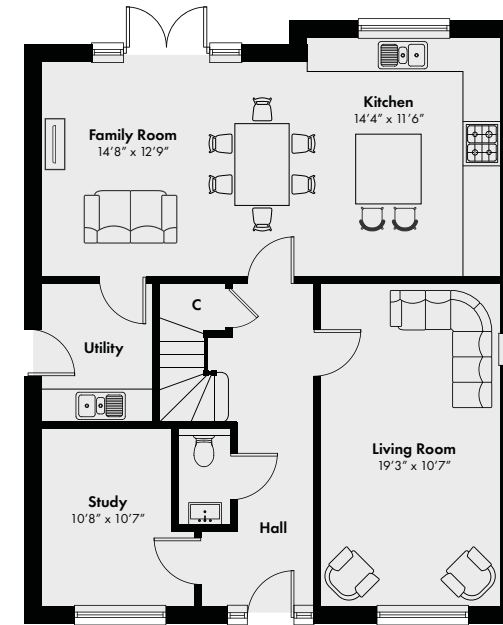 Kitchen
14’4” x 11’6”
Family Room
14’8” x 12’9”
C
Utility
Living Room
19’3” x 10’7”
Study
10’8” x 10’7”
Hall